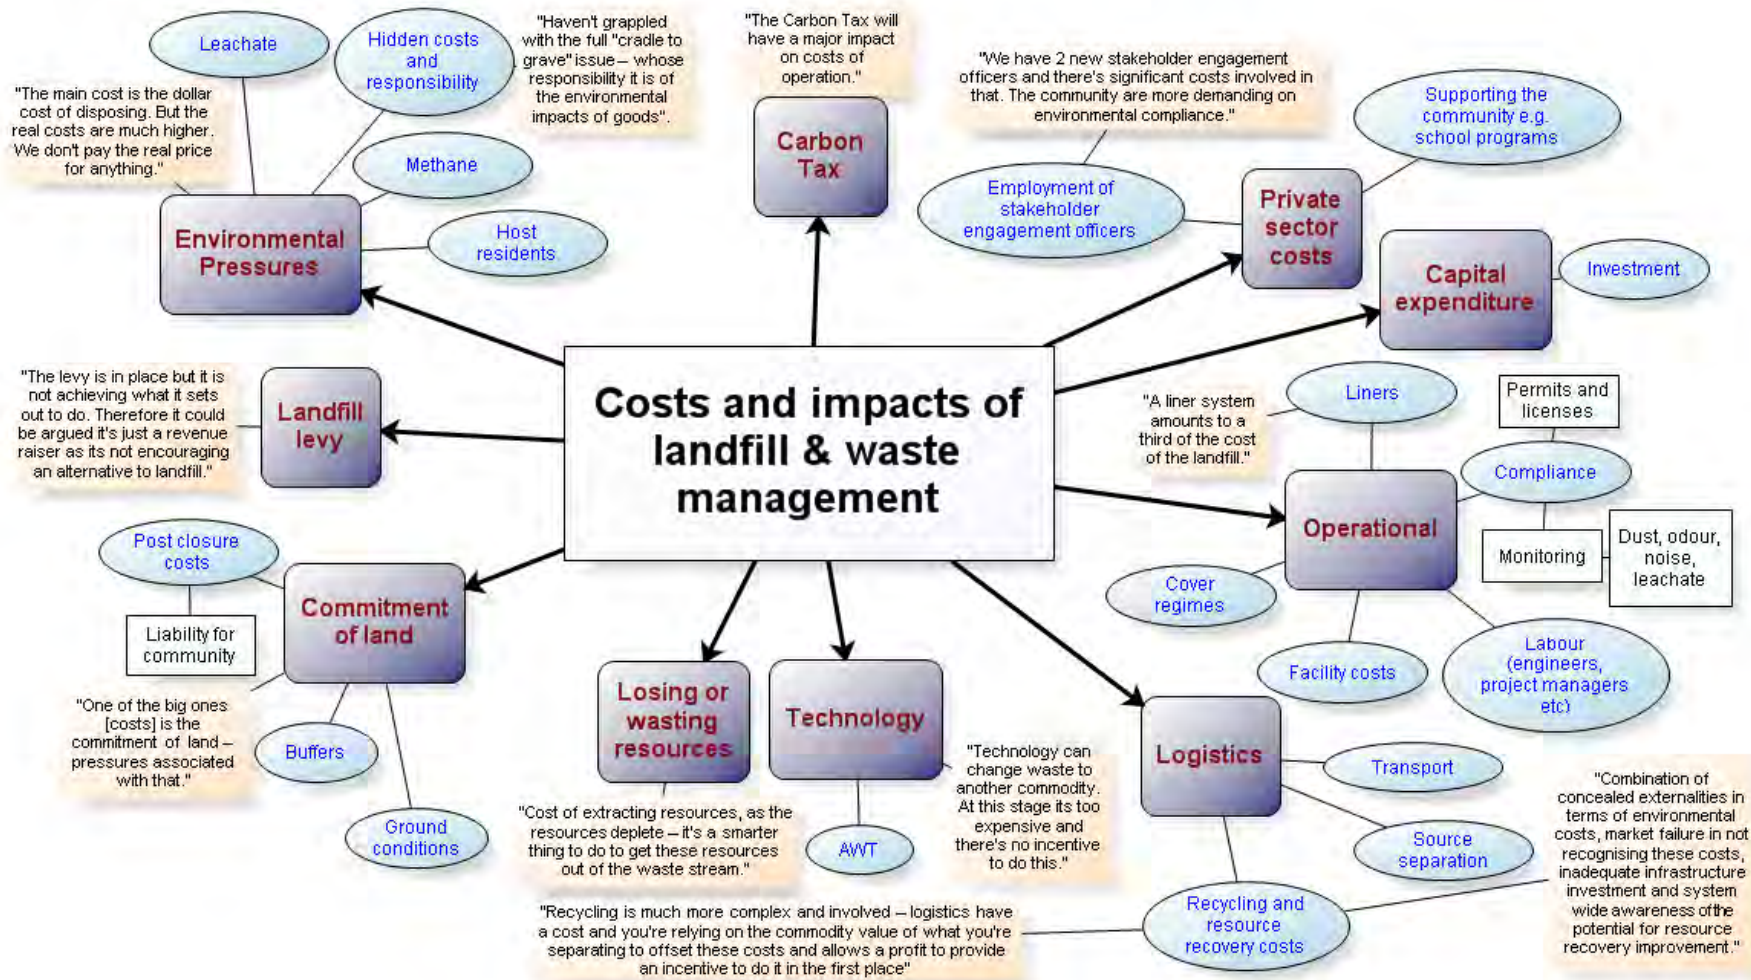 Leachate
Hidden costs
and
responsibility
"Haven't grappled
with the full "cradle to
grave" issue – whose
responsibility it is of
the environmental
impacts of goods".
"The main cost is the dollar
cost of disposing. But the
real costs are much higher.
We don't pay the real price
for anything."
Methane
Host
residents
Environmental
Pressures
"The Carbon Tax will
have a major impact
on costs of
operation."
Carbon
Tax
"We have 2 new stakeholder engagement
officers and there's significant costs involved in
that. The community are more demanding on
environmental compliance."
Employment of
stakeholder
engagement officers
Supporting the
community e.g.
school programs
Private
sector
costs
Capital
expenditure
Investment
"The levy is in place but it is
not achieving what it sets
out to do. Therefore it could
be argued it's just a revenue
raiser as its not encouraging
an alternative to landfill."
Landfill
levy
Costs and impacts of
landfill & waste
management
"A liner system
amounts to a
third of the cost
of the landfill."
Liners
Permits and
licenses
Compliance
Operational
Monitoring
Dust, odour,
noise,
leachate
Cover
regimes
Facility costs
Labour
(engineers,
project managers
etc)
Post closure
costs
Liability for
community
Commitment
of land
"One of the big ones
[costs] is the
commitment of land –
pressures associated
with that."
Buffers
Ground
conditions
Losing or
wasting
resources
"Cost of extracting resources, as the
resources deplete – it's a smarter
thing to do to get these resources
out of the waste stream."
Technology
AWT
"Technology can
change waste to
another commodity.
At this stage its too
expensive and
there's no incentive
to do this."
Logistics
Transport
Source
separation
Recycling and
resource
recovery costs
"Recycling is much more complex and involved – logistics have
a cost and you're relying on the commodity value of what you're
separating to offset these costs and allows a profit to provide
an incentive to do it in the first place"
"Combination of
concealed externalities in
terms of environmental
costs, market failure in not
recognising these costs,
inadequate infrastructure
investment and system
wide awareness ofthe
potential for resource
recovery improvement."